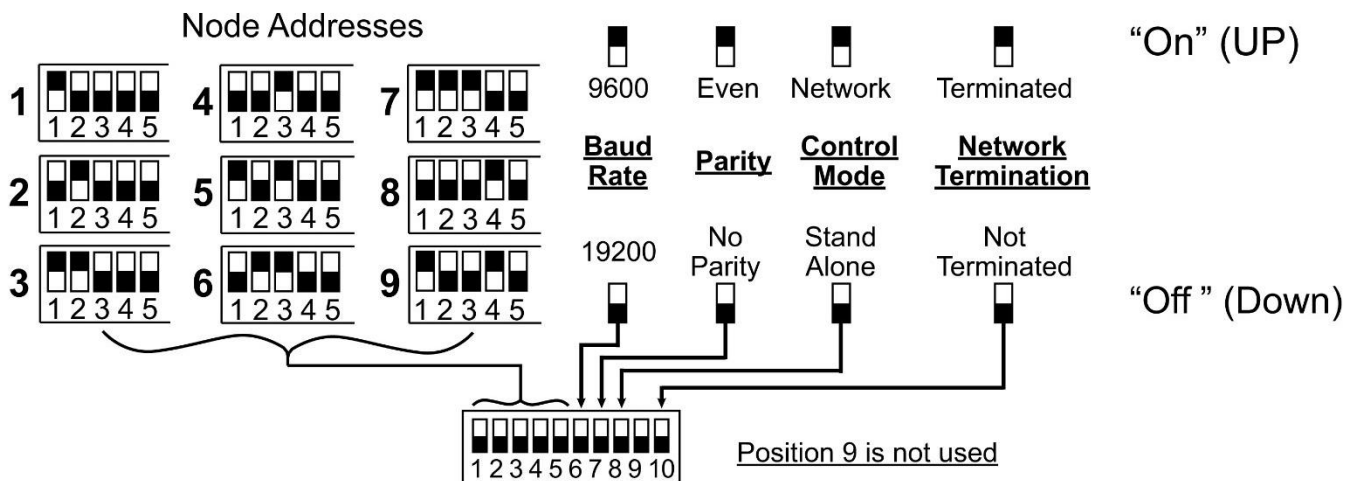 Node Addresses
“On” (UP)
1
1 2 3 4 5
4
1 2 3 4 5
7
1 2 3 4 5
9600
Even
Network
Terminated
2
1 2 3 4 5
5
1 2 3 4 5
8
1 2 3 4 5
Baud
Rate
Parity
Control
Mode
Network
Termination
3
1 2 3 4 5
6
1 2 3 4 5
9
1 2 3 4 5
19200
No
Parity
Stand
Alone
Not
Terminated
“Off ” (Down)
1 2 3 4 5 6 7 8 9 10
Position 9 is not used